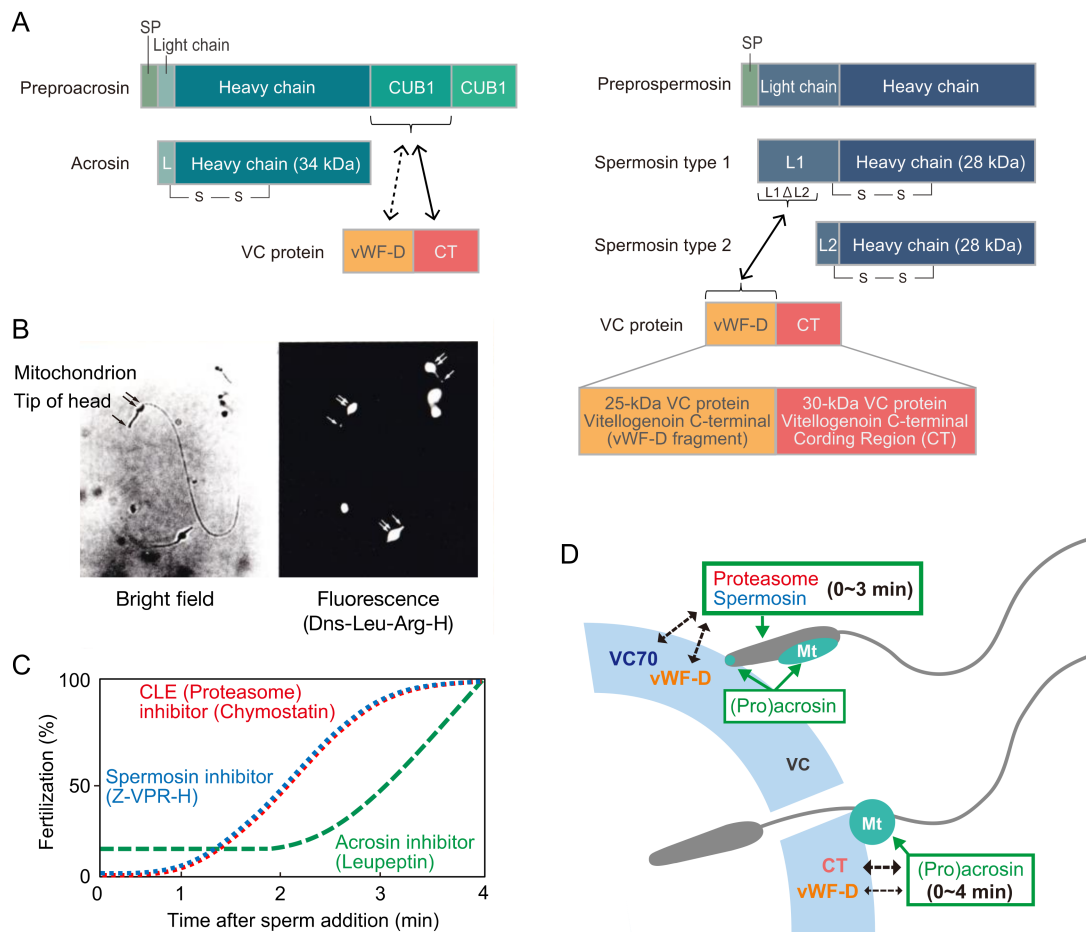 A
SP
Light chain
Preproacrosin
Heavy chain
CUB1
CUB1
Acrosin
L
Heavy chain (34 kDa)
S S
VC protein
vWF-D
CT
SP
Preprospermosin
Light chain
Heavy chain
Spermosin type 1
L1
Heavy chain (28 kDa)
L1 Δ L2
S S
Spermosin type 2
L2
Heavy chain (28 kDa)
S S
VC protein
vWF-D
CT
25-kDa VC protein
Vitellogenoin C-terminal
(vWF-D fragment)
30-kDa VC protein
Vitellogenoin C-terminal
Cording Region (CT)
B
Mitochondrion
Tip of head
Bright field
Fluorescence
(Dns-Leu-Arg-H)
C
Fertilization (%)
100
50
0
CLE (Proteasome)
inhibitor (Chymostatin)
Spermosin inhibitor
(Z-VPR-H)
Acrosin inhibitor
(Leupeptin)
0 1 2 3 4
Time after sperm addition (min)
D
Proteasome
Spermosin
(0~3 min)
VC70
vWF-D
Mt
(Pro)acrosin
VC
Mt
CT
vWF-D
(Pro)acrosin
(0~4 min)